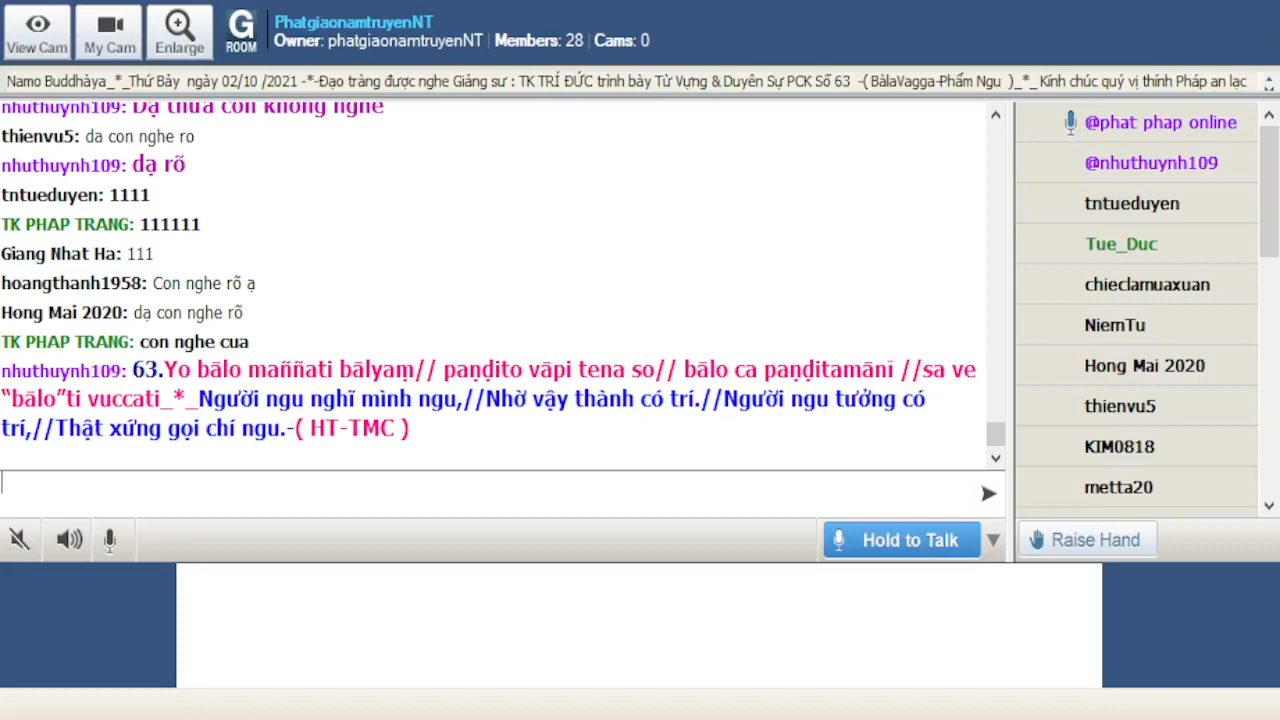 View Cam
My Cam
Enlarge
G
ROOM
PhatgiaonamtruyenNT
Owner: phatgiaonamtruyenNT | Members: 28 | Cams: 0
Namo Buddhàya_*_Thứ Bảy ngày 02/10 /2021 -*-Đạo tràng được nghe Giảng sư : TK TRÍ ĐỨC trình bày Từ Vựng & Duyên Sự PCK Số 63 -( BàlaVagga-Phẩm Ngu )_*_ Kính chúc quý vị thính Pháp an lạc
nhuthuynh109: Dạ thưa con không nghe
thienvu5: da con nghe ro
nhuthuynh109: dạ rõ
tntueduyen: 1111
TK PHAP TRANG: 111111
Giang Nhat Ha: 111
hoangthanh1958: Con nghe rõ ạ
Hong Mai 2020: dạ con nghe rõ
TK PHAP TRANG: con nghe cua
nhuthuynh109: 63.Yo bālo maññati bālyaṃ// paṇḍito vāpi tena so// bālo ca paṇḍitamānī //sa ve
“bālo”ti vuccati_*_Người ngu nghĩ mình ngu,//Nhờ vậy thành có trí.//Người ngu tưởng có
trí,//Thật xứng gọi chí ngu.-( HT-TMC )
@phat phap online
@nhuthuynh109
tntueduyen
Tue_Duc
chieclamuaxuan
NiemTu
Hong Mai 2020
thienvu5
KIM0818
metta20
Hold to Talk
Raise Hand